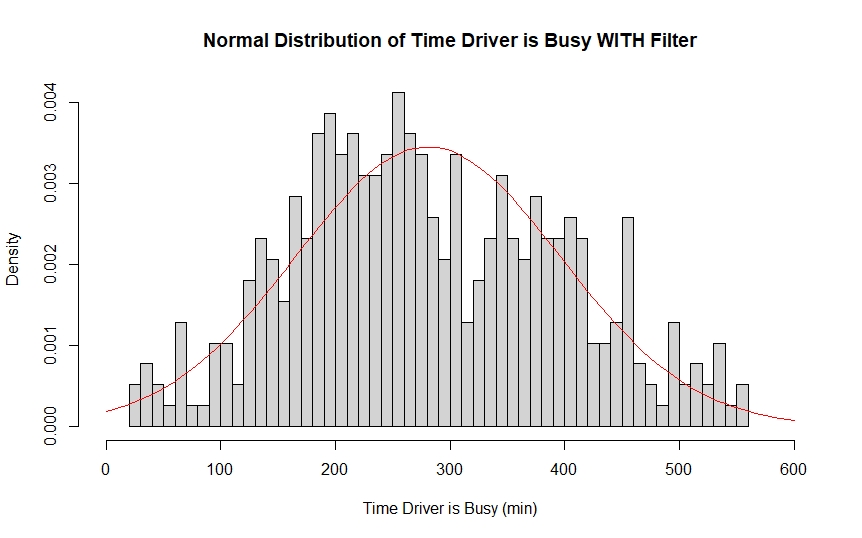 Normal Distribution of Time Driver is Busy WITH Filter
Density
0.004
0.003
0.002
0.001
0.000
0 100 200 300 400 500 600
Time Driver is Busy (min)